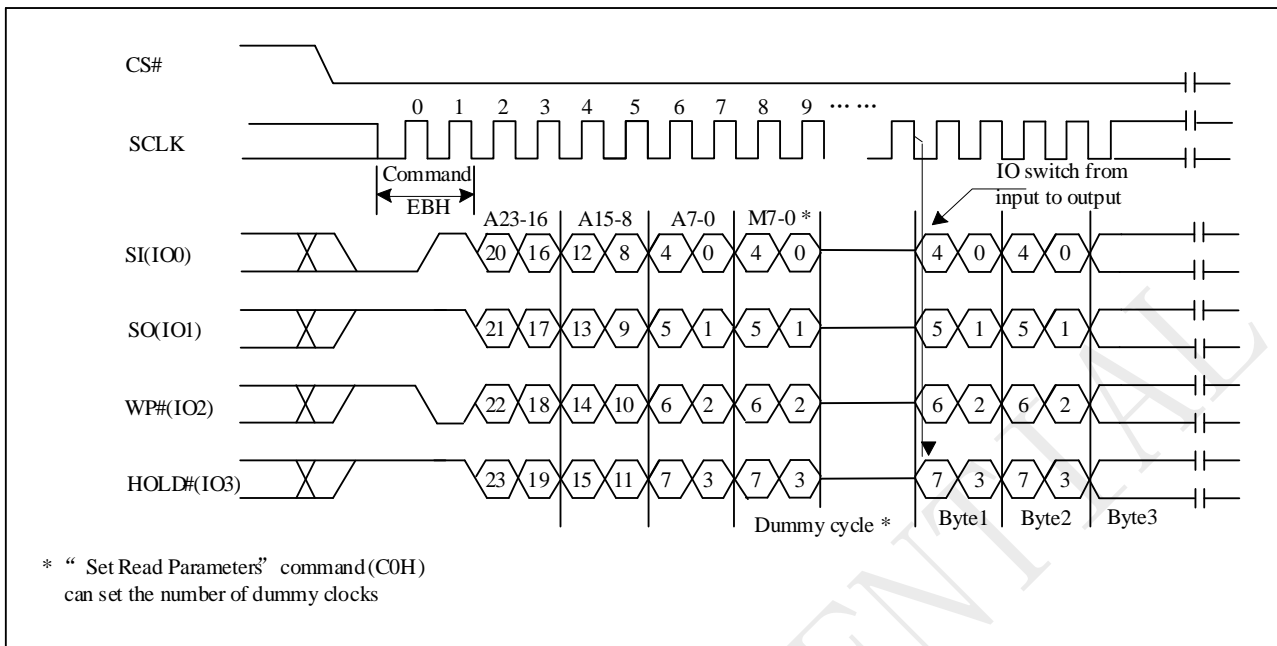 CS#
0 1 2 3 4 5 6 7 8 9 ... ...
SCLK
Command
EBH
IO switch from
input to output
A23-16 A15-8 A7-0 M7-0 *
SI(IO0) 20 16 12 8 4 0 4 0 4 0 4 0
SO(IO1) 21 17 13 9 5 1 5 1 5 1 5 1
WP#(IO2) 22 18 14 10 6 2 6 2 6 2 6 2
HOLD#(IO3) 23 19 15 11 7 3 7 3 7 3 7 3
Dummy cycle * Byte1 Byte2 Byte3
* “ Set Read Parameters” command (C0H)
can set the number of dummy clocks